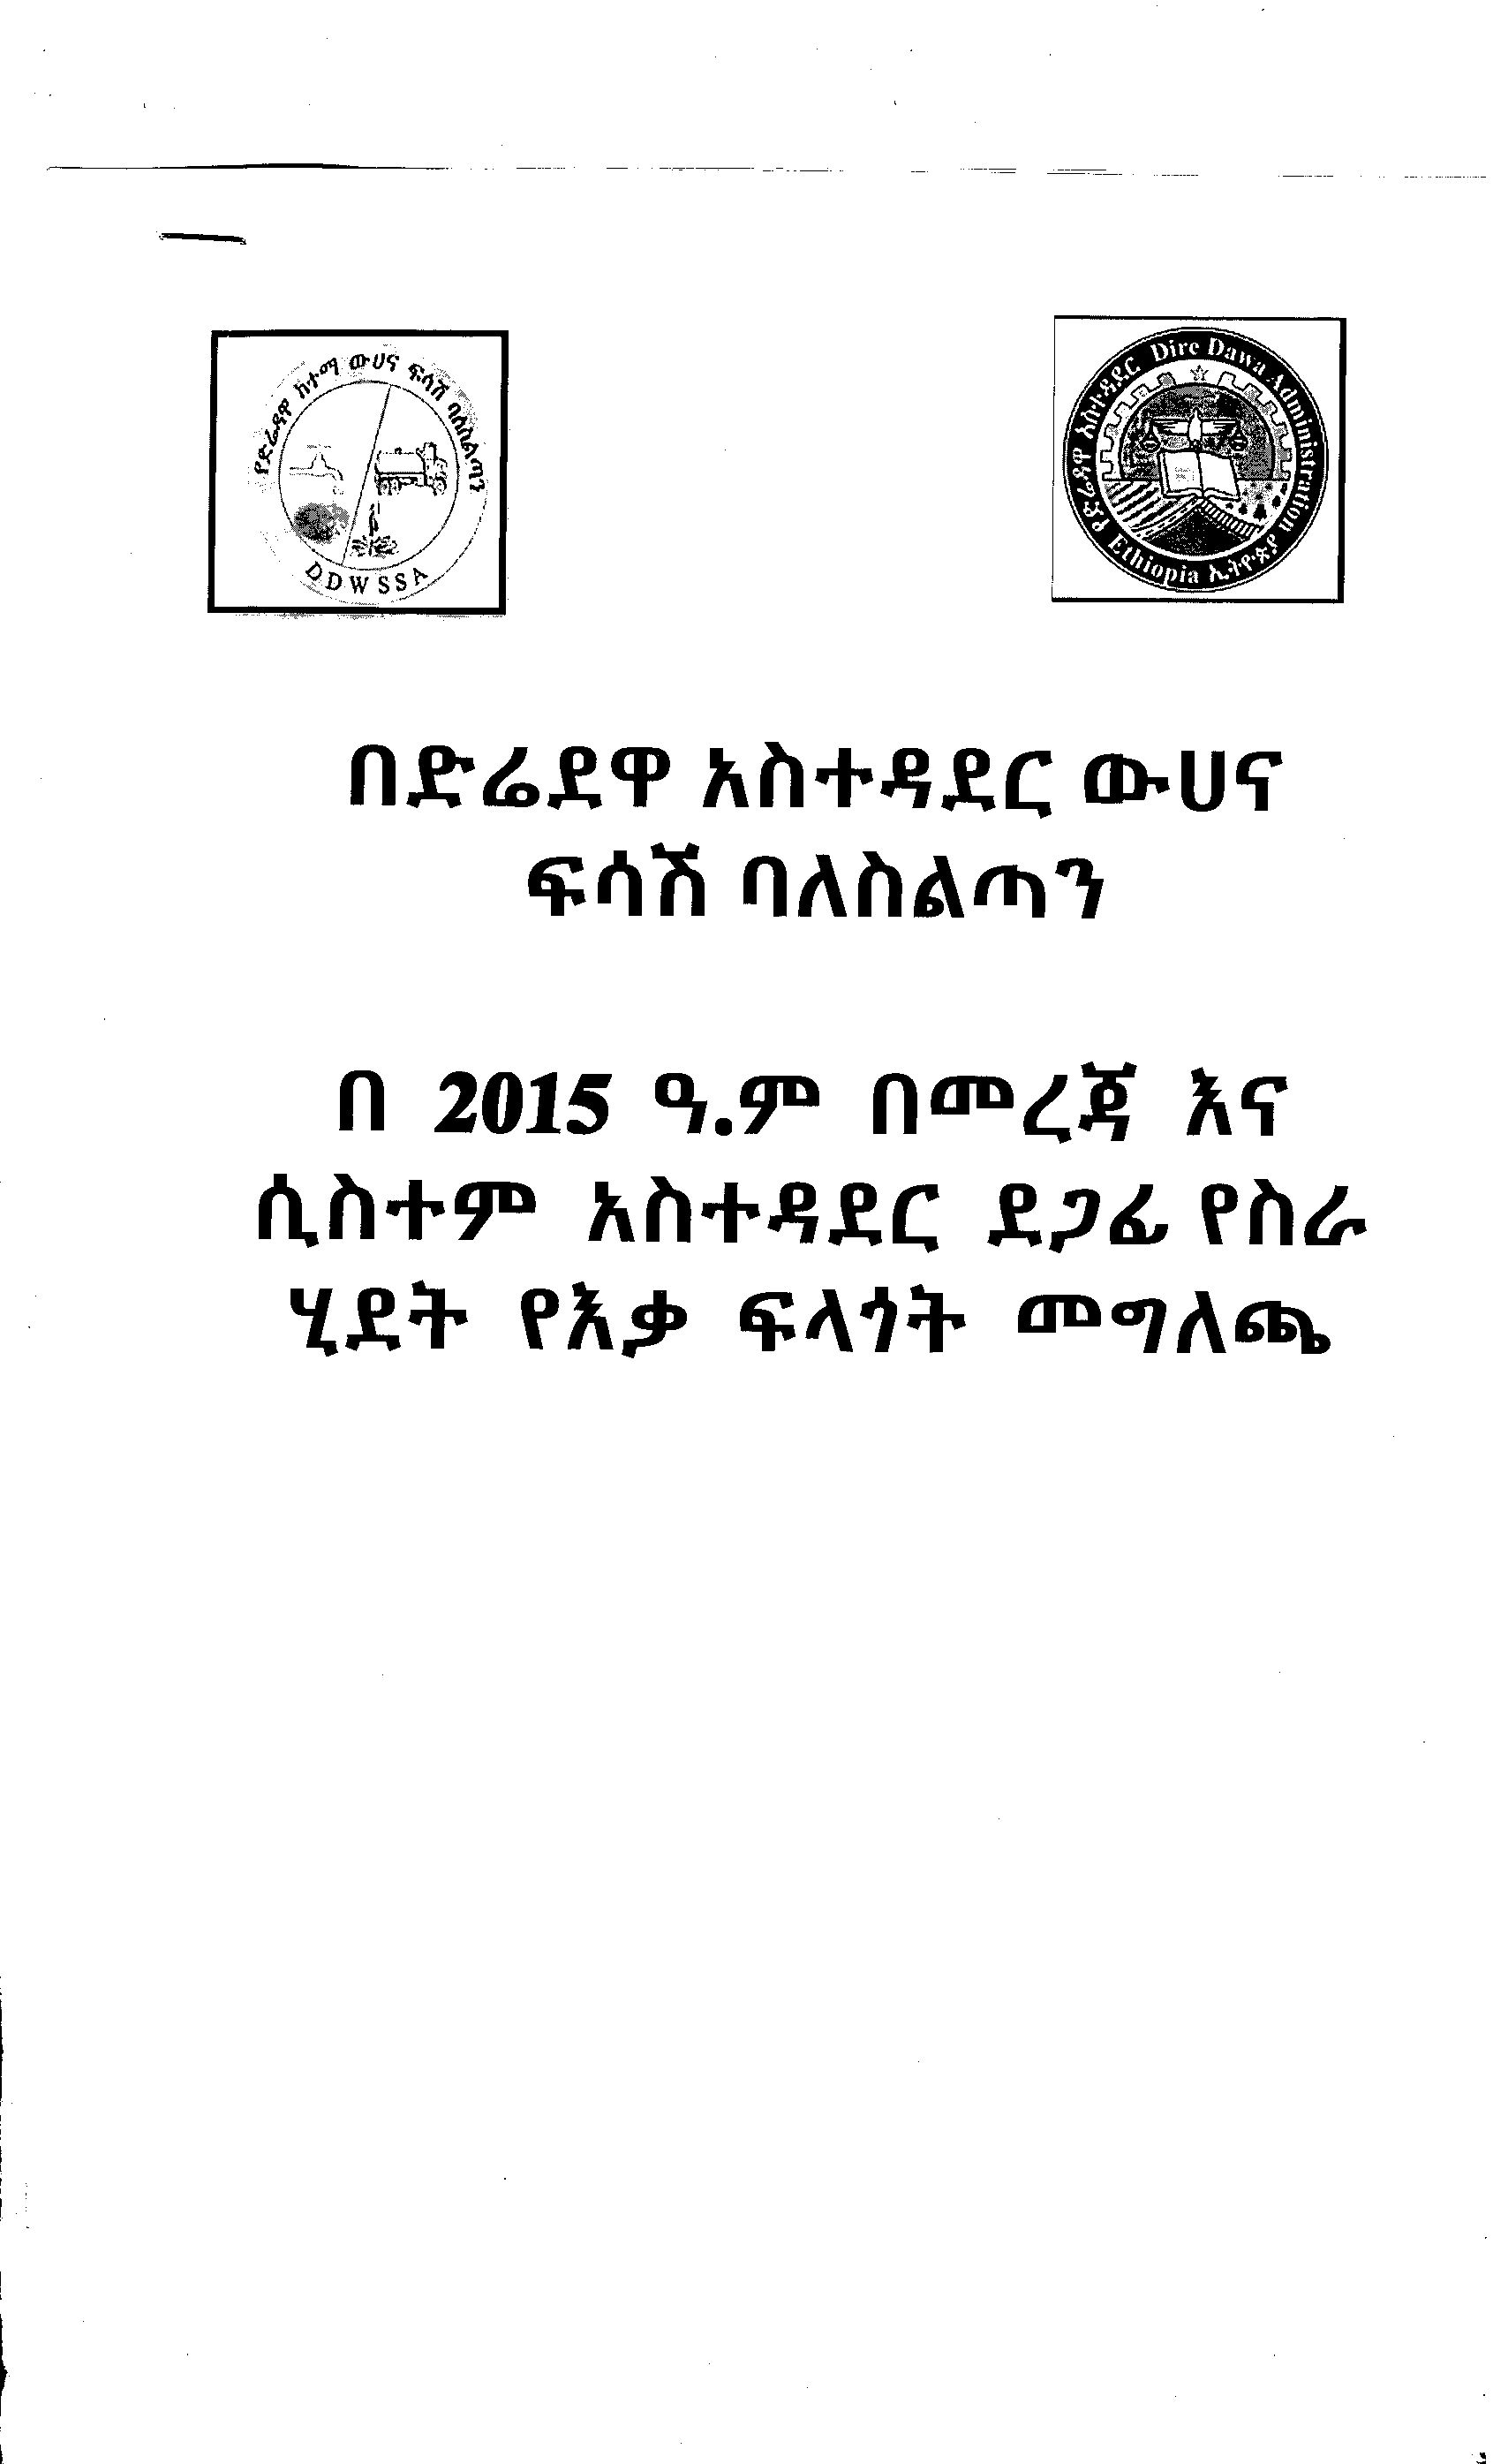 የድሬዳዋ ከተማ ውሀና ፍሳሽ ባለስልጣን
DDWSSA
የድሬዳዋ አስተዳደር Dire Dawa Administration
Ethiopia ኢትዮጵያ
በድሬደዋ አስተዳደር ውሀና
ፍሳሽ ባለስልጣን
በ 2015 ዓ.ም በመረጃ እና
ሲስተም አስተዳደር ደጋፊ የስራ
ሂደት የእቃ ፍላጎት መግለጫ